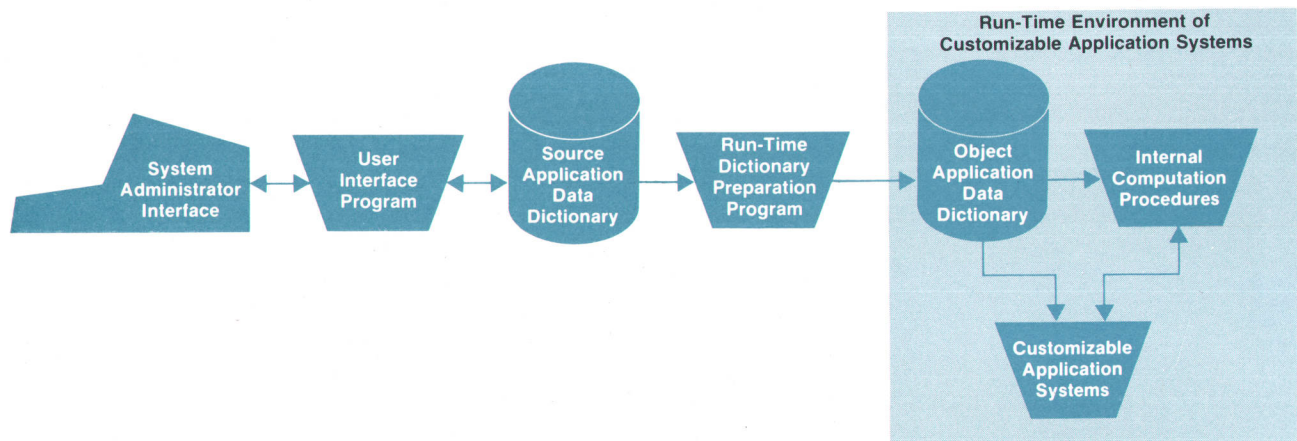 Run-Time Environment of
Customizable Application Systems
System
Administrator
Interface
User
Interface
Program
Source
Application
Data
Dictionary
Run-Time
Dictionary
Preparation
Program
Object
Application
Data
Dictionary
Internal
Computation
Procedures
Customizable
Application
Systems